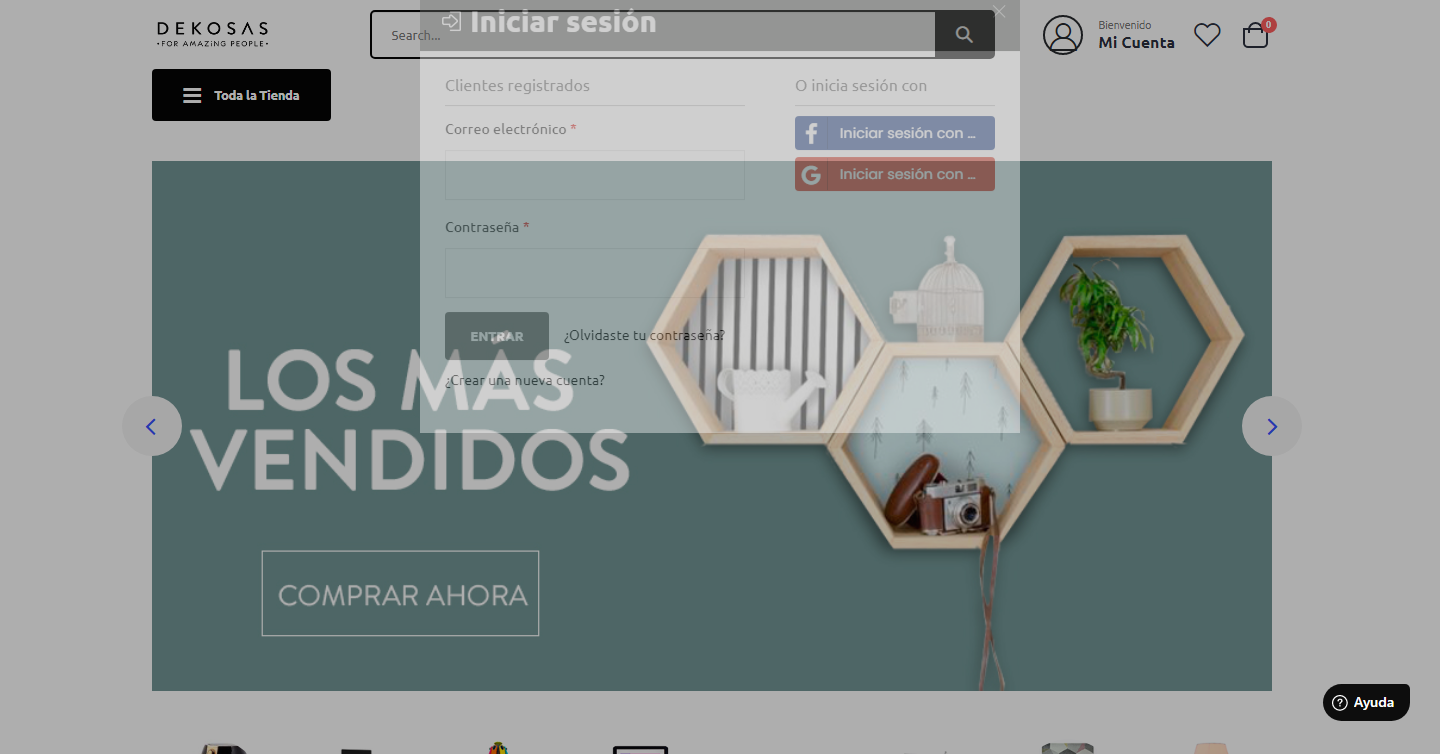 DEKOSAS
•FOR AMAZiNG PEOPLE•
Iniciar sesión
Search...
Bienvenido
Mi Cuenta
0
Toda la Tienda
Clientes registrados
O inicia sesión con
Correo electrónico *
Iniciar sesión con ...
Iniciar sesión con ...
Contraseña *
ENTRAR
¿Olvidaste tu contraseña?
¿Crear una nueva cuenta?
LOS MÁS
VENDIDOS
COMPRAR AHORA
Ayuda